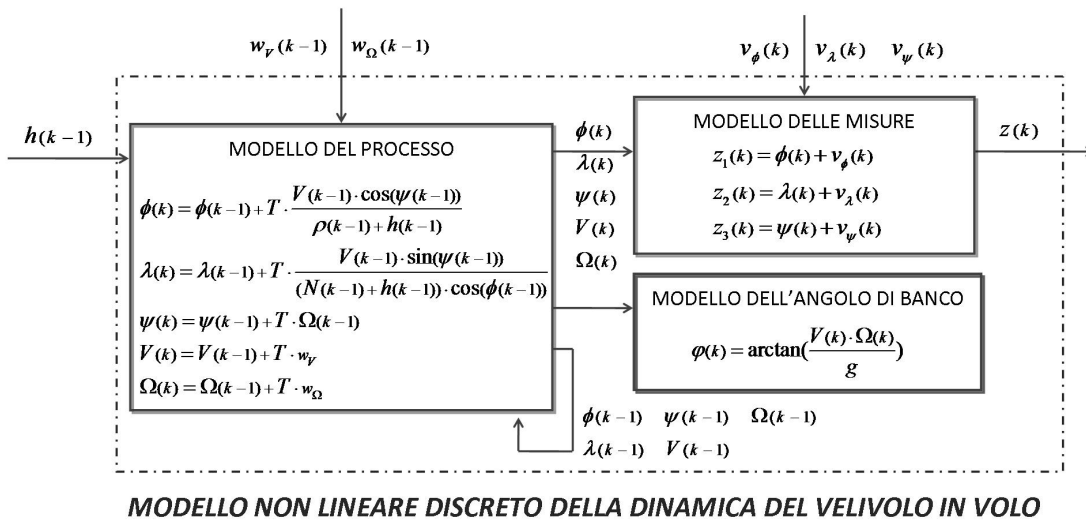 w_V(k−1) w_Ω(k−1)
v_ϕ(k) v_λ(k) v_ψ(k)
h(k−1)
MODELLO DEL PROCESSO
ϕ(k) = ϕ(k−1) + T · V(k−1) · cos(ψ(k−1)) / ρ(k−1) + h(k−1)
λ(k) = λ(k−1) + T · V(k−1) · sin(ψ(k−1)) / (N(k−1) + h(k−1)) · cos(ϕ(k−1))
ψ(k) = ψ(k−1) + T · Ω(k−1)
V(k) = V(k−1) + T · w_V
Ω(k) = Ω(k−1) + T · w_Ω
ϕ(k)
λ(k)
ψ(k)
V(k)
Ω(k)
MODELLO DELLE MISURE
z₁(k) = ϕ(k) + v_ϕ(k)
z₂(k) = λ(k) + v_λ(k)
z₃(k) = ψ(k) + v_ψ(k)
z(k)
MODELLO DELL'ANGOLO DI BANCO
φ(k) = arctan(V(k) · Ω(k) / g)
ϕ(k−1) ψ(k−1) Ω(k−1)
λ(k−1) V(k−1)
MODELLO NON LINEARE DISCRETO DELLA DINAMICA DEL VELIVOLO IN VOLO